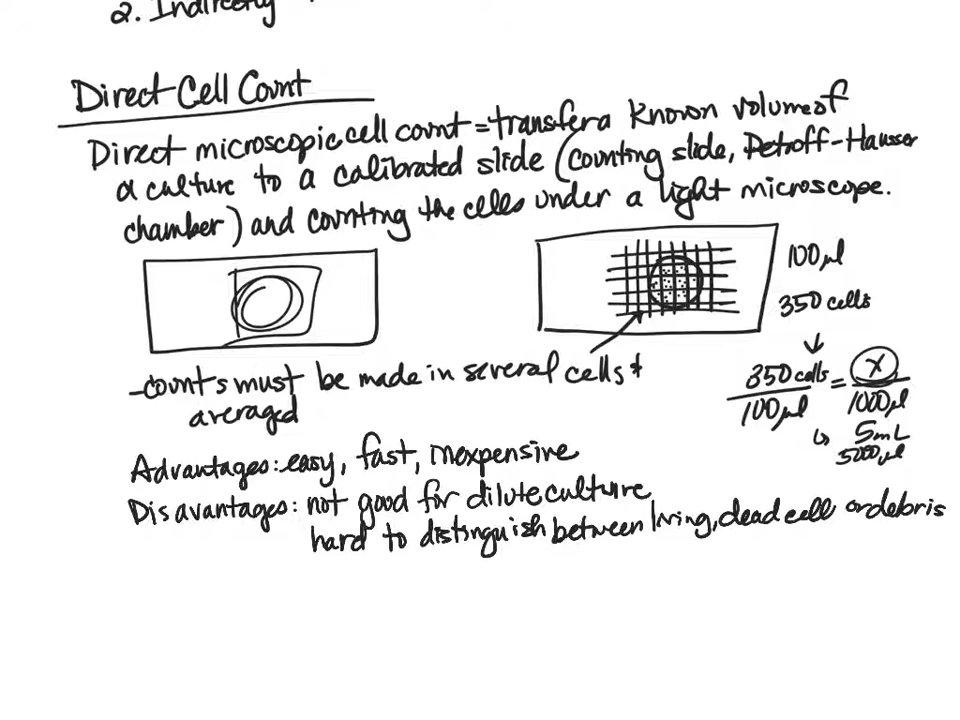 2. Indirectly
Direct Cell Count
Direct microscopic cell count = transfer a known volume of
a culture to a calibrated slide (counting slide, Petroff-Hausser
chamber) and counting the cells under a light microscope.
100 µl
350 cells
- counts must be made in several cells +
averaged
350 cells = X
100 µl 1000 µl
↳ 5 mL
5000 µl
Advantages: easy, fast, inexpensive
Disavantages: not good for dilute culture
hard to distinguish between living, dead cell or debris